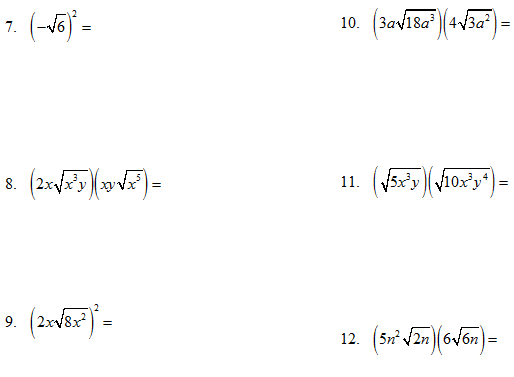 7. (−√6)² =
8. (2x√(x³y))(xy√(x⁵)) =
9. (2x√(8x²))² =
10. (3a√(18a³))(4√(3a²)) =
11. (√(5x³y))(√(10x³y⁴)) =
12. (5n²√(2n))(6√(6n)) =